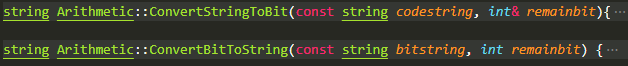 string Arithmetic::ConvertStringToBit(const string codestring, int& remainbit){ ···
string Arithmetic::ConvertBitToString(const string bitstring, int remainbit) { ···